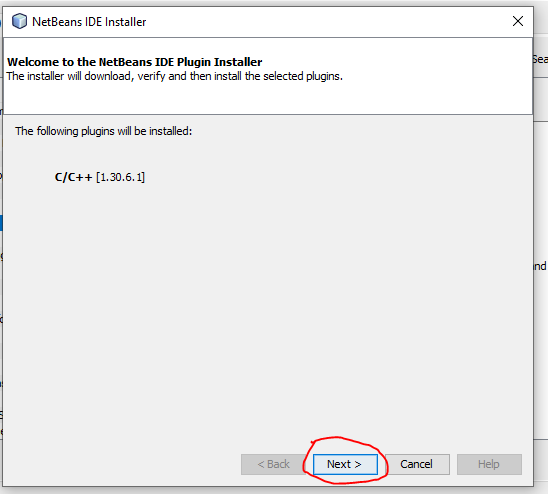 NetBeans IDE Installer
Welcome to the NetBeans IDE Plugin Installer
The installer will download, verify and then install the selected plugins.
The following plugins will be installed:
C/C++ [1.30.6.1]
< Back
Next >
Cancel
Help
Sea
and